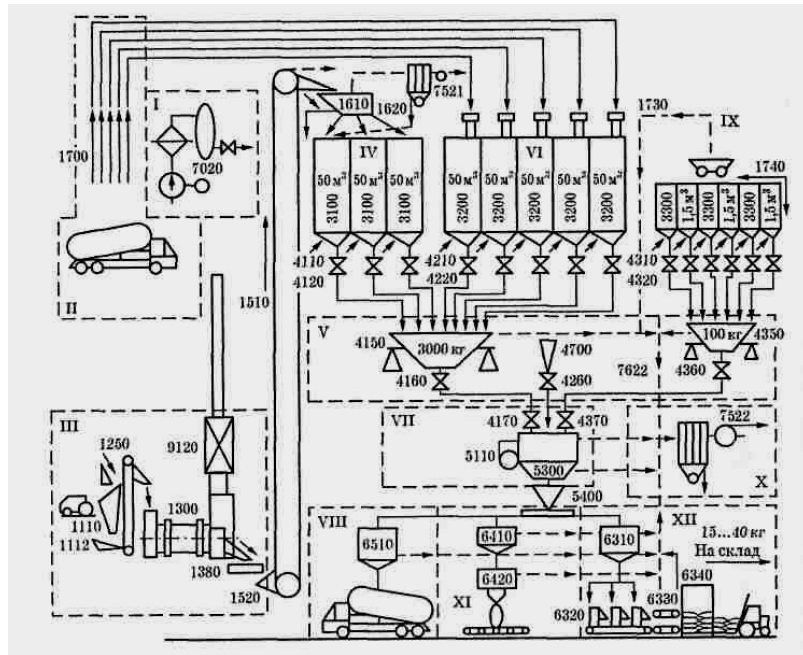 I
7020
1700
II
1510
1610
1620
7521
IV
50 м³
3100
50 м³
3100
50 м³
3100
VI
50 м³
3200
50 м³
3200
50 м³
3200
50 м³
3200
50 м³
3200
1730
IX
1740
3300
1,5 м³
3300
1,5 м³
3300
1,5 м³
4110
4120
4210
4220
4310
4320
V
4150
3000 кг
4160
4700
4260
7622
100 кг
4350
4360
III
1250
9120
1110
1112
1300
1380
1520
VII
4170
4370
5110
5300
5400
7522
X
VIII
6510
6410
6420
XI
6310
XII
15...40 кг
На склад
6320
6330
6340